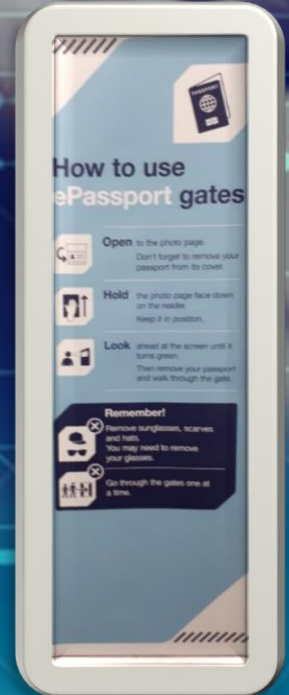 PASSPORT
How to use
ePassport gates
Open to the photo page.
Don't forget to remove your
passport from its cover.
Hold the photo page face down
on the reader.
Keep it in position.
Look ahead at the screen until it
turns green.
Then remove your passport
and walk through the gate.
Remember!
Remove sunglasses, scarves
and hats.
You may need to remove
your glasses.
Go through the gates one at
a time.